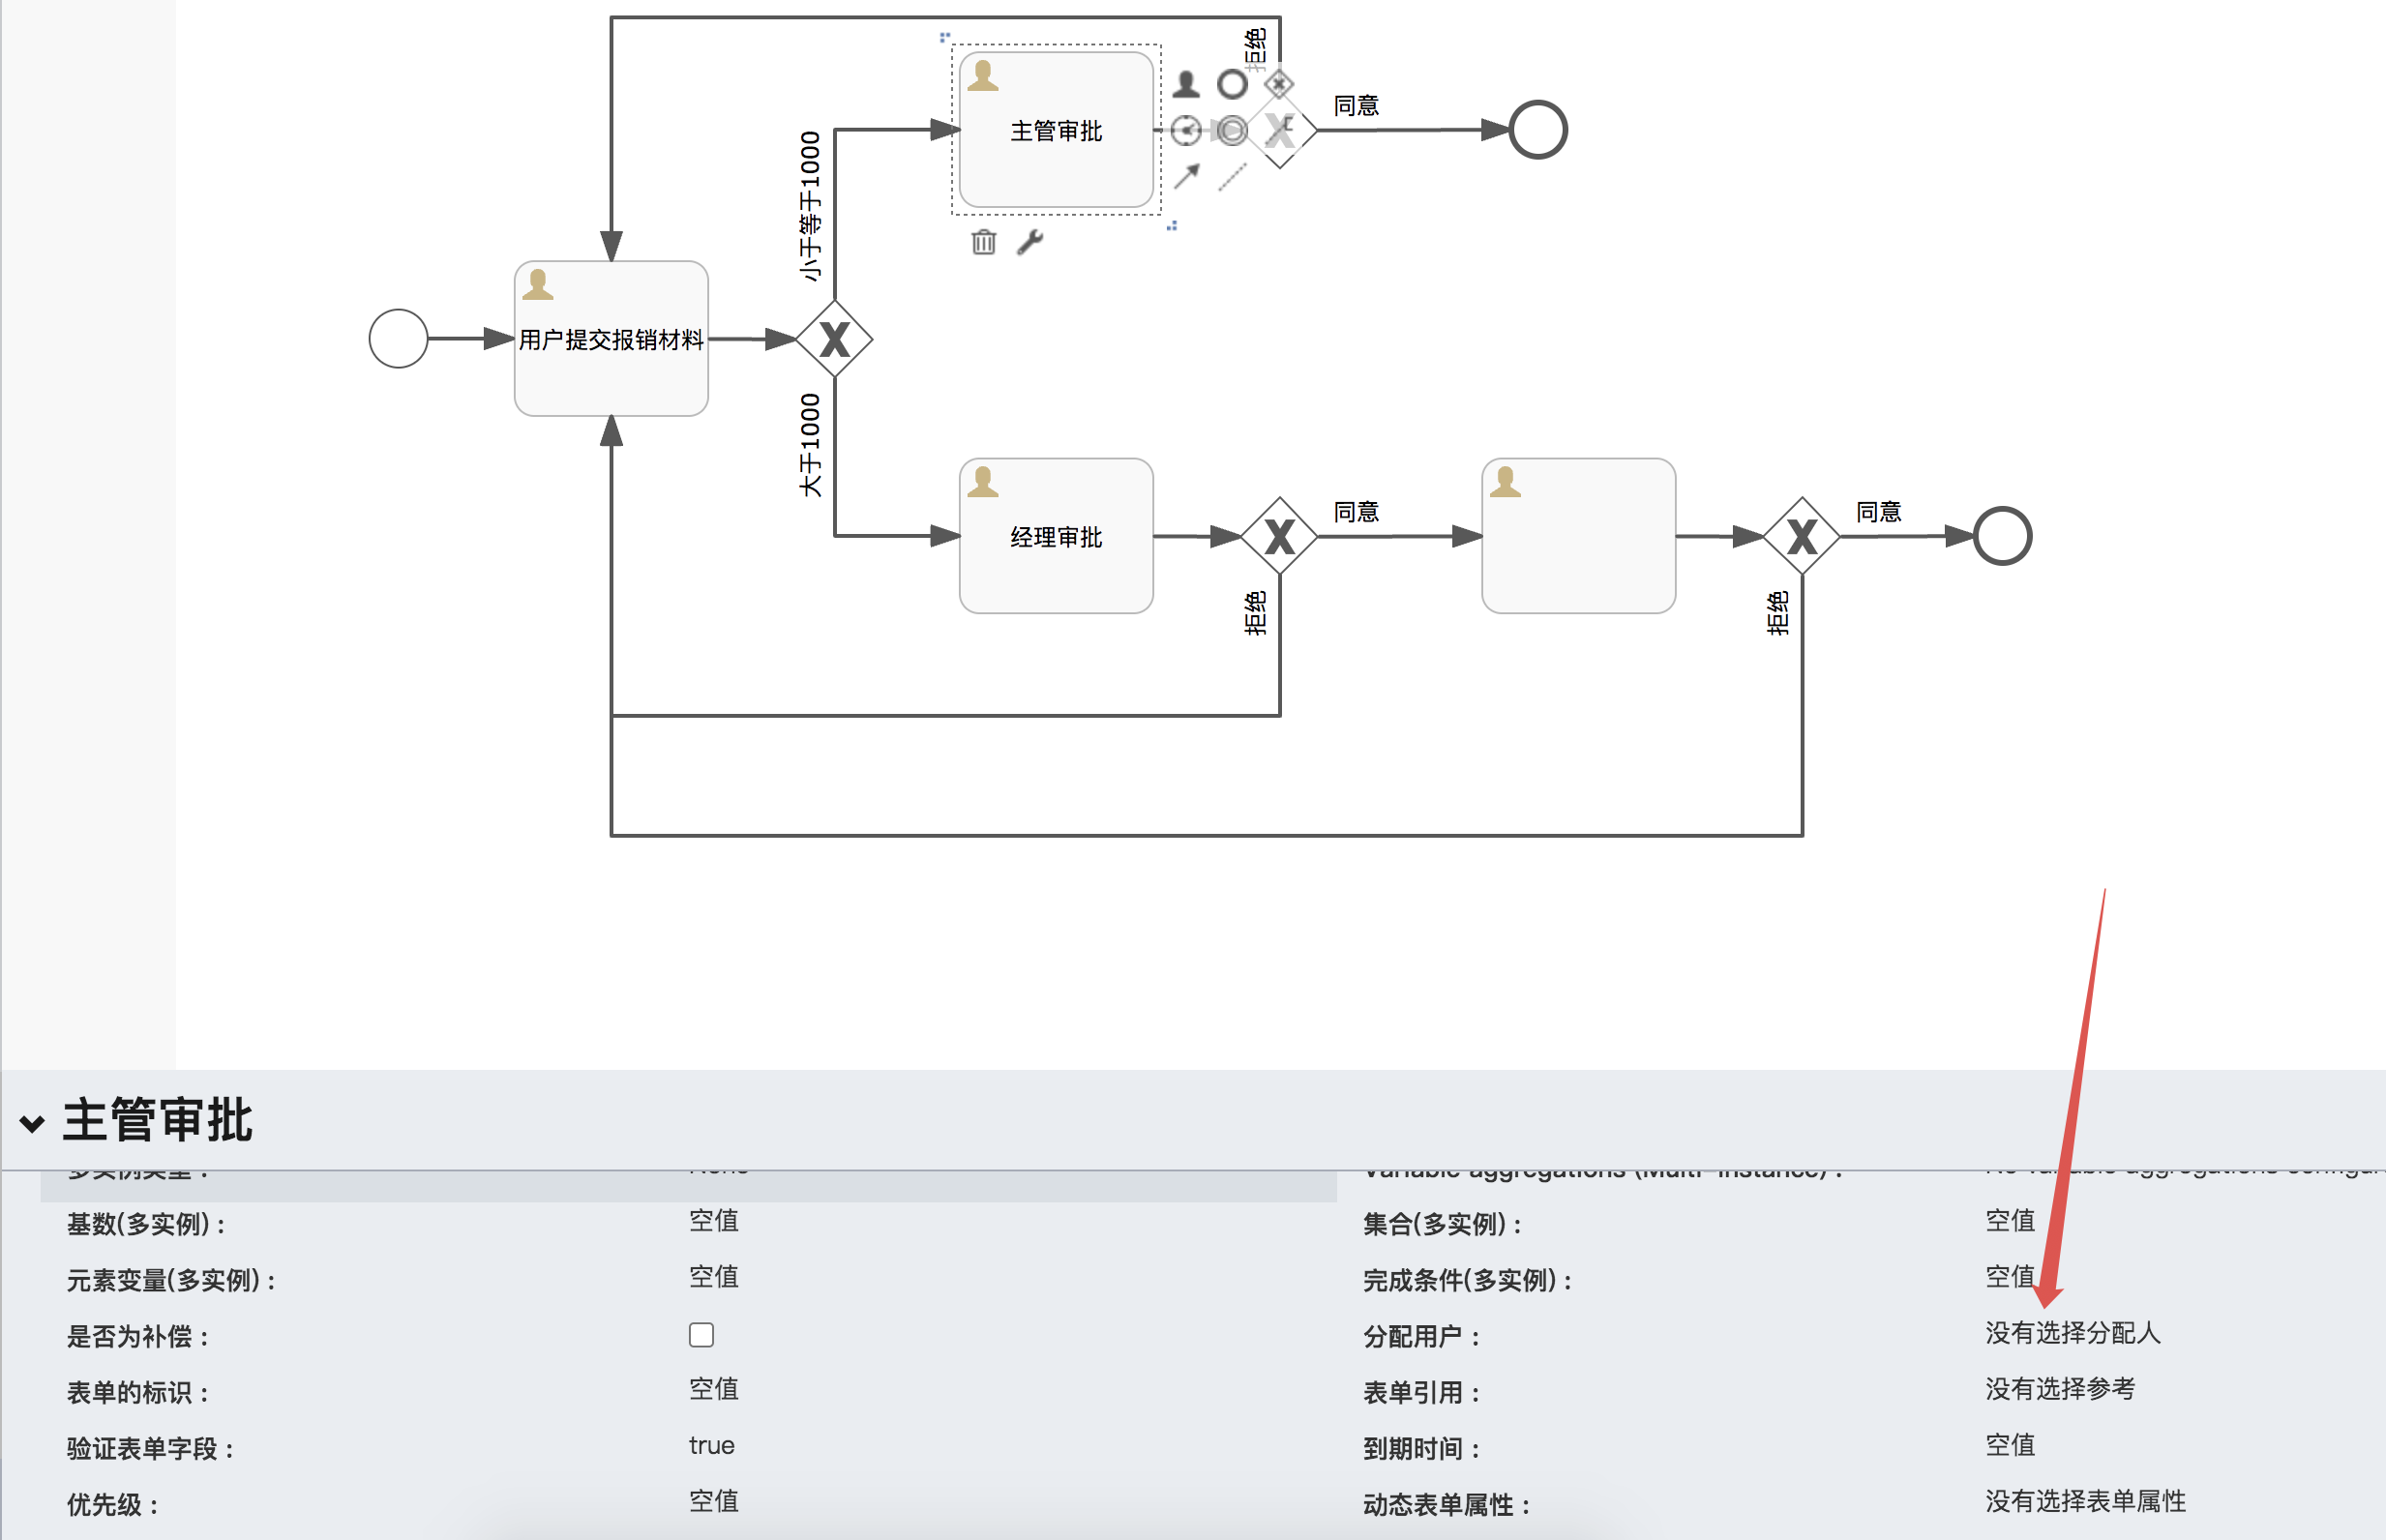 拒绝
同意
主管审批
小于等于1000
用户提交报销材料
大于1000
经理审批
同意
同意
拒绝
拒绝
主管审批
多实例类型：
None
Variable aggregations (Multi-instance)：
基数(多实例)：
空值
集合(多实例)：
空值
元素变量(多实例)：
空值
完成条件(多实例)：
空值
是否为补偿：
分配用户：
没有选择分配人
表单的标识：
空值
表单引用：
没有选择参考
验证表单字段：
true
到期时间：
空值
优先级：
空值
动态表单属性：
没有选择表单属性